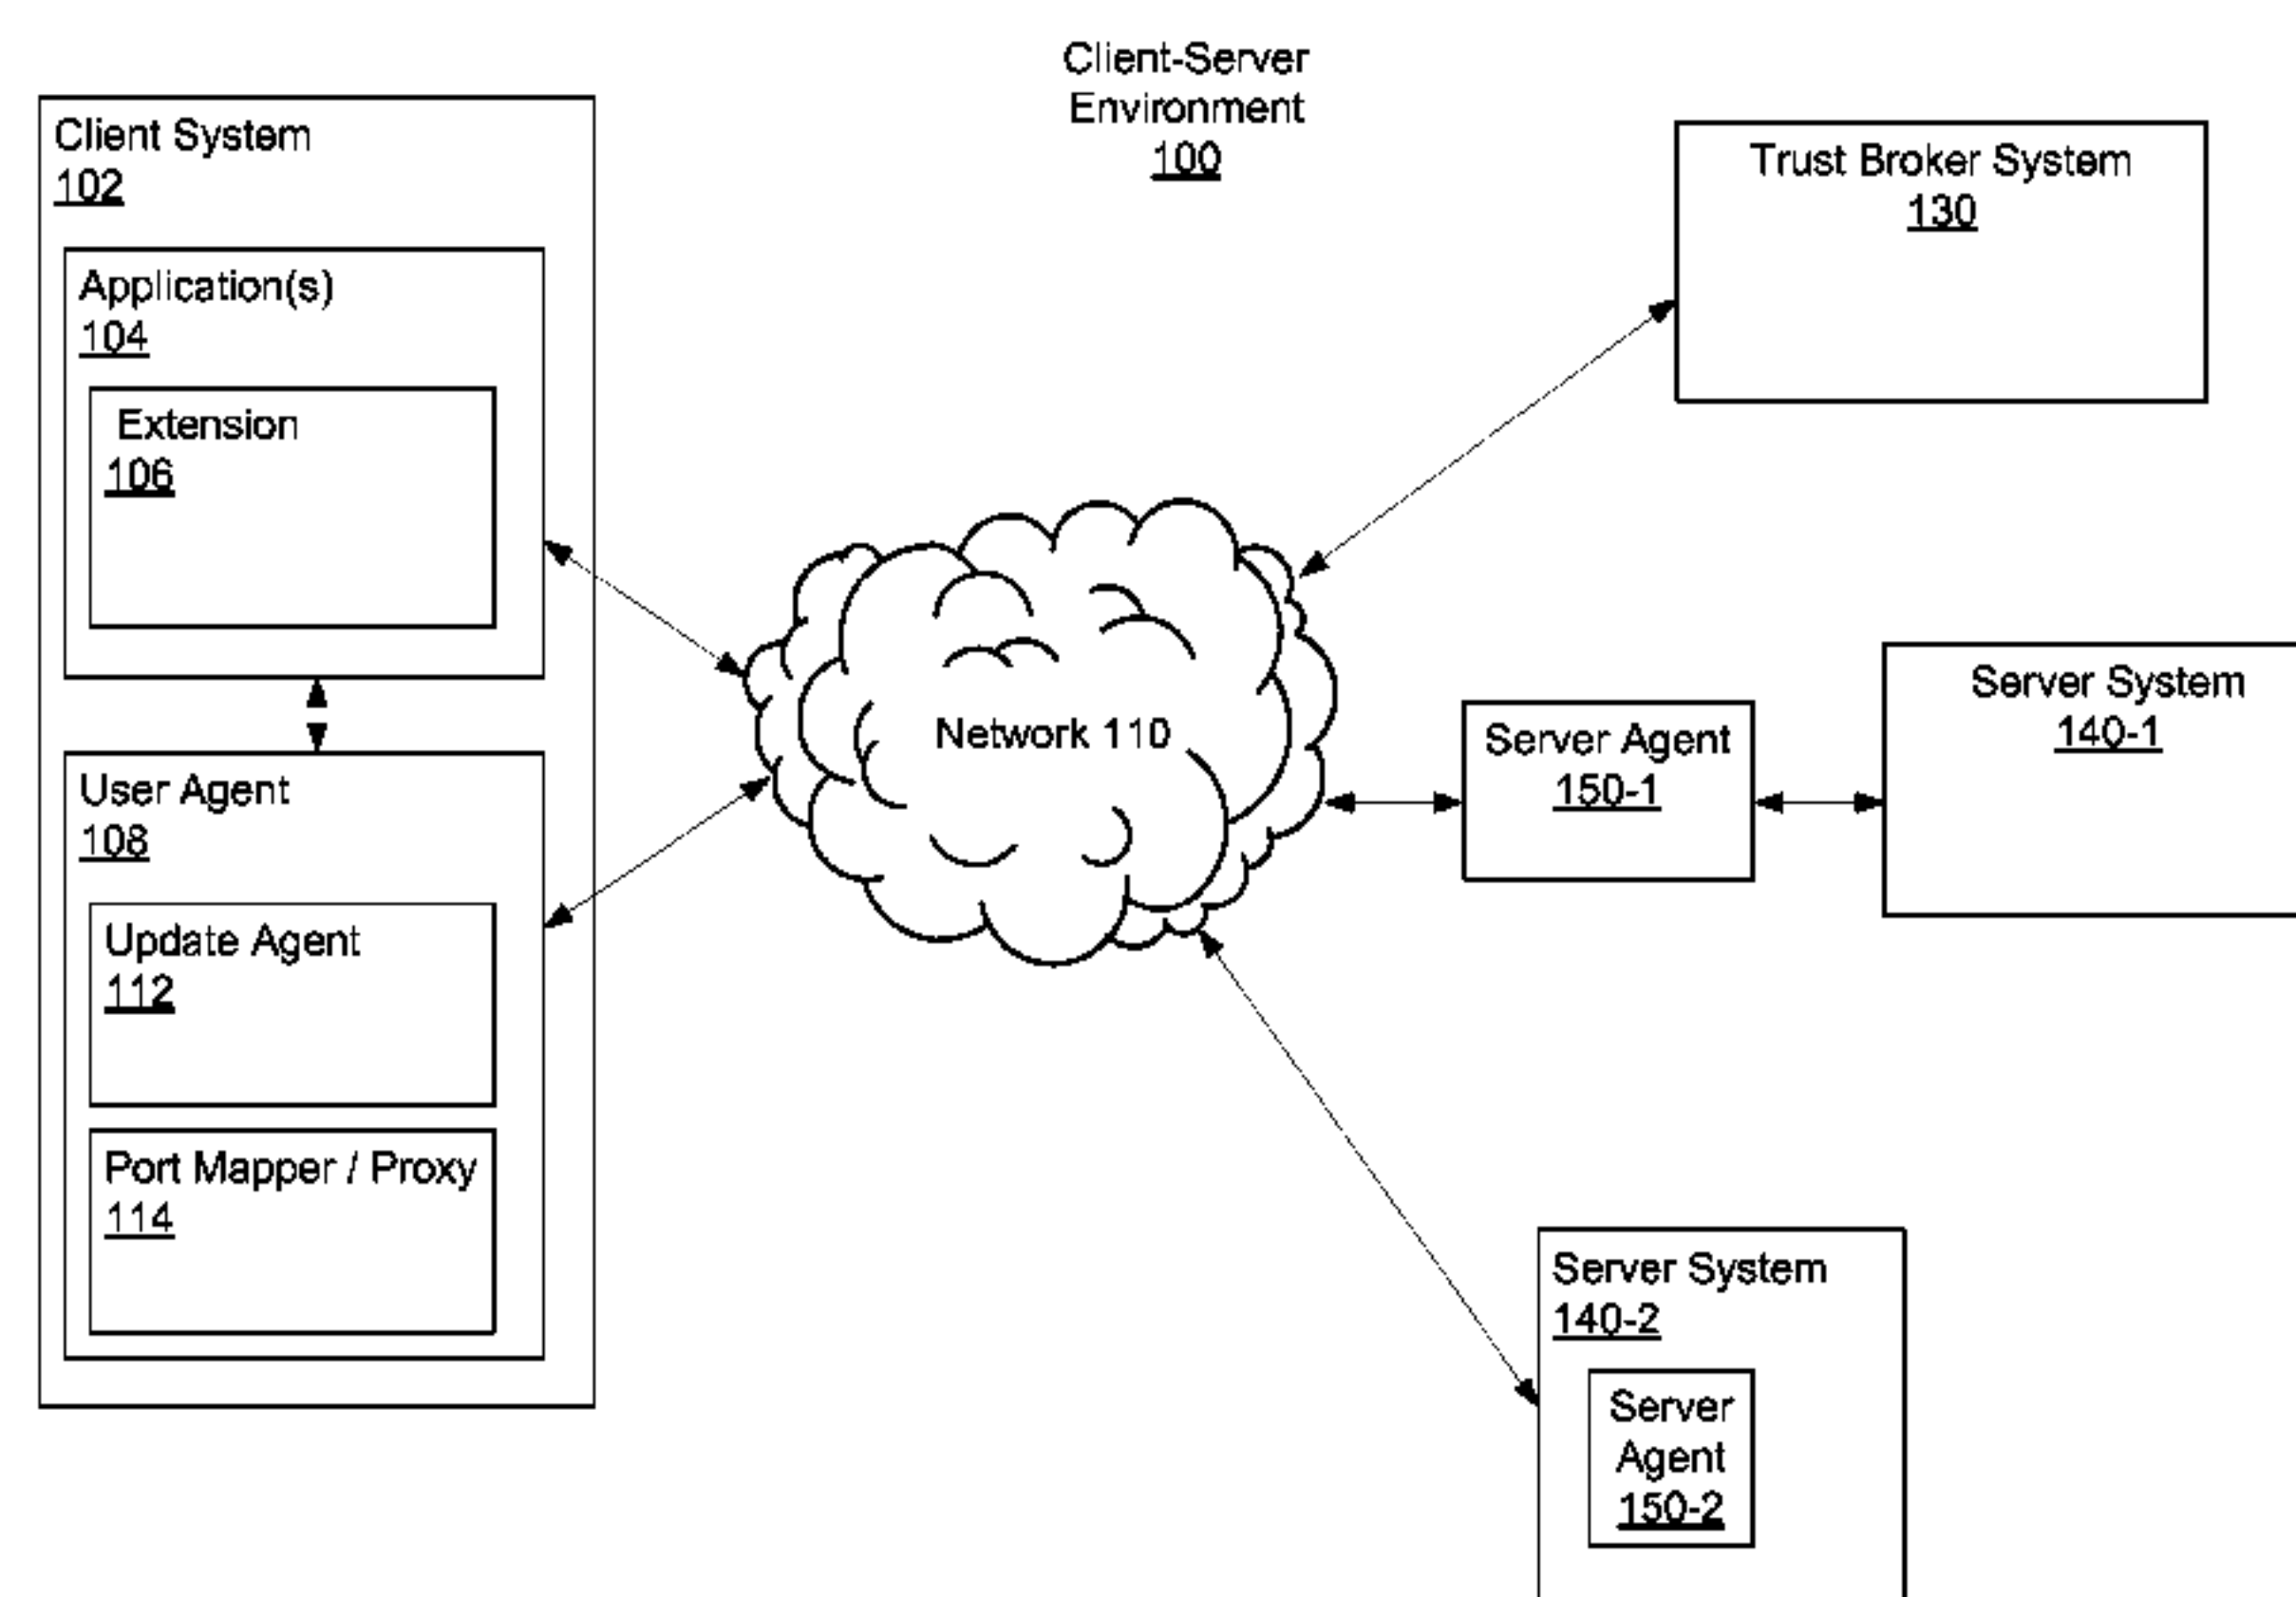 Client-Server
Environment
100
Client System
102
Application(s)
104
Extension
106
User Agent
108
Update Agent
112
Port Mapper / Proxy
114
Network 110
Trust Broker System
130
Server Agent
150-1
Server System
140-1
Server System
140-2
Server
Agent
150-2